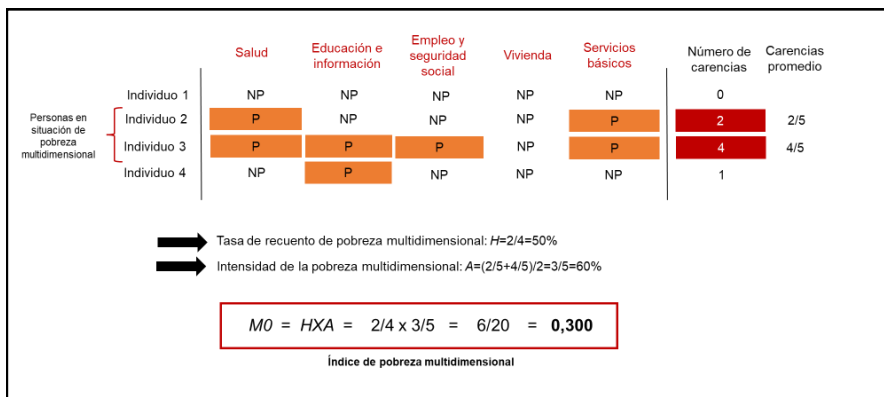 Salud Educación e información Empleo y seguridad social Vivienda Servicios básicos Número de carencias Carencias promedio
Individuo 1 NP NP NP NP NP 0
Personas en situación de pobreza multidimensional
Individuo 2 P NP NP NP P 2 2/5
Individuo 3 P P P NP P 4 4/5
Individuo 4 NP P NP NP NP 1
Tasa de recuento de pobreza multidimensional: H=2/4=50%
Intensidad de la pobreza multidimensional: A=(2/5+4/5)/2=3/5=60%
M0 = HXA = 2/4 x 3/5 = 6/20 = 0,300
Índice de pobreza multidimensional